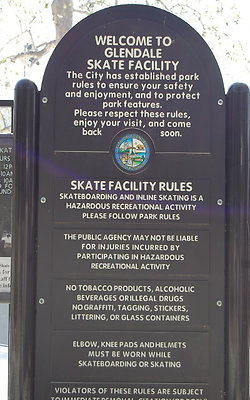 WELCOME TO
GLENDALE
SKATE FACILITY
The City has established park
rules to ensure your safety
and enjoyment, and to protect
park features.
Please respect these rules,
enjoy your visit, and come
back soon.
SKATE FACILITY RULES
SKATEBOARDING AND INLINE SKATING IS A
HAZARDOUS RECREATIONAL ACTIVITY
PLEASE FOLLOW PARK RULES
THE PUBLIC AGENCY MAY NOT BE LIABLE
FOR INJURIES INCURRED BY
PARTICIPATING IN HAZARDOUS
RECREATIONAL ACTIVITY
NO TOBACCO PRODUCTS, ALCOHOLIC
BEVERAGES OR ILLEGAL DRUGS
NO GRAFFITI, TAGGING, STICKERS,
LITTERING, OR GLASS CONTAINERS
ELBOW, KNEE PADS AND HELMETS
MUST BE WORN WHILE
SKATEBOARDING OR SKATING
VIOLATORS OF THESE RULES ARE SUBJECT